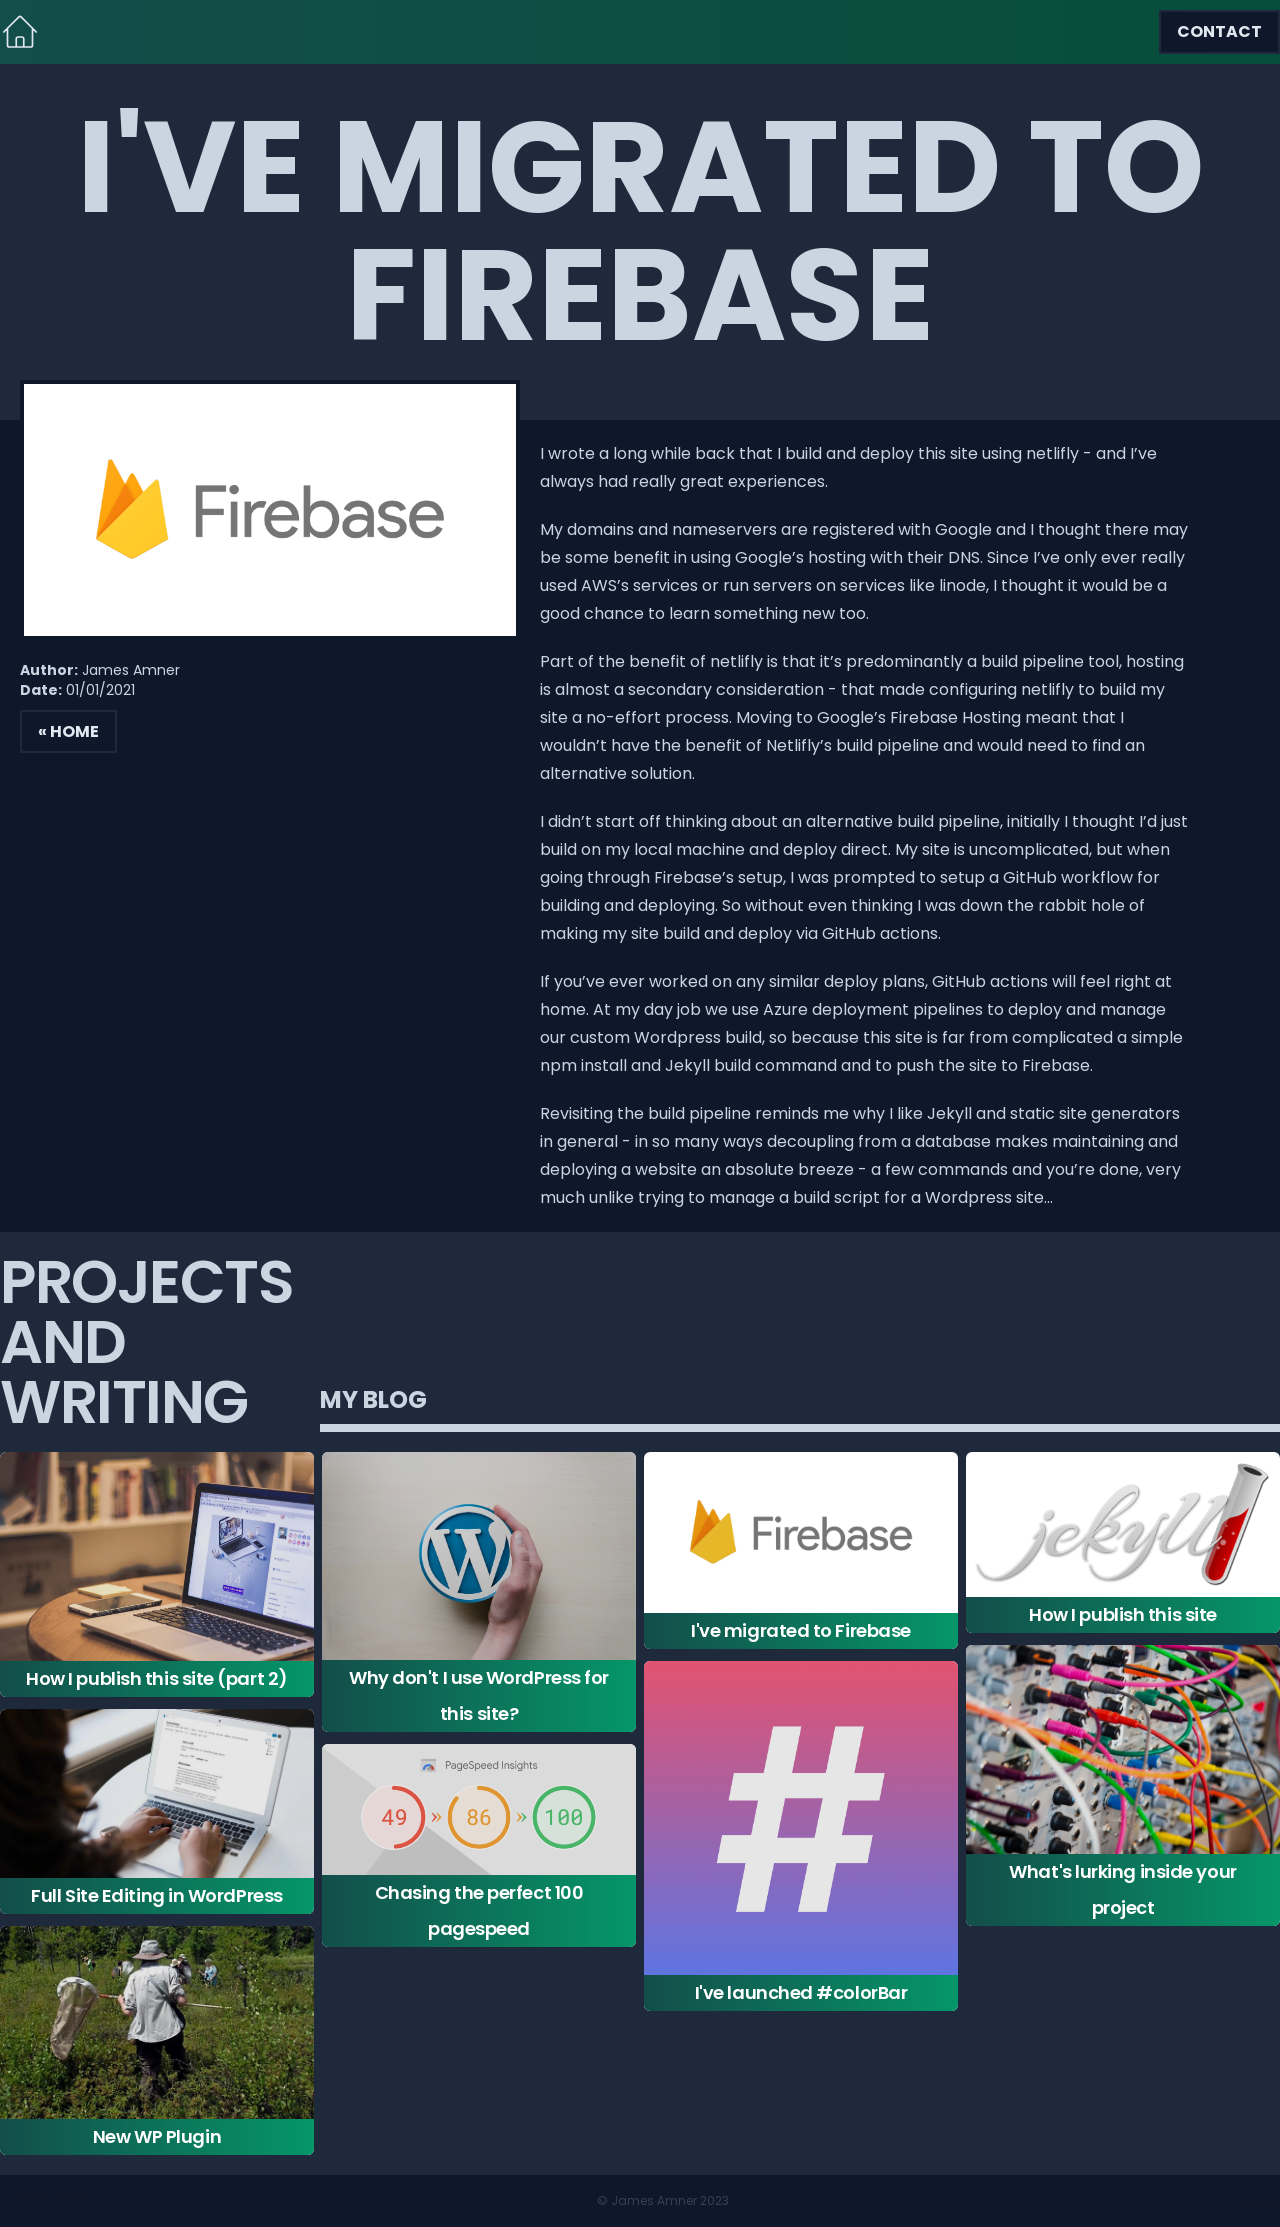 CONTACT
I'VE MIGRATED TO
FIREBASE
Firebase
Author: James Amner
Date: 01/01/2021
« HOME
I wrote a long while back that I build and deploy this site using netlifly - and I’ve
always had really great experiences.
My domains and nameservers are registered with Google and I thought there may
be some benefit in using Google’s hosting with their DNS. Since I’ve only ever really
used AWS’s services or run servers on services like linode, I thought it would be a
good chance to learn something new too.
Part of the benefit of netlifly is that it’s predominantly a build pipeline tool, hosting
is almost a secondary consideration - that made configuring netlifly to build my
site a no-effort process. Moving to Google’s Firebase Hosting meant that I
wouldn’t have the benefit of Netlifly’s build pipeline and would need to find an
alternative solution.
I didn’t start off thinking about an alternative build pipeline, initially I thought I’d just
build on my local machine and deploy direct. My site is uncomplicated, but when
going through Firebase’s setup, I was prompted to setup a GitHub workflow for
building and deploying. So without even thinking I was down the rabbit hole of
making my site build and deploy via GitHub actions.
If you’ve ever worked on any similar deploy plans, GitHub actions will feel right at
home. At my day job we use Azure deployment pipelines to deploy and manage
our custom Wordpress build, so because this site is far from complicated a simple
npm install and Jekyll build command and to push the site to Firebase.
Revisiting the build pipeline reminds me why I like Jekyll and static site generators
in general - in so many ways decoupling from a database makes maintaining and
deploying a website an absolute breeze - a few commands and you’re done, very
much unlike trying to manage a build script for a Wordpress site…
PROJECTS
AND
WRITING
MY BLOG
How I publish this site (part 2)
Full Site Editing in WordPress
New WP Plugin
W
Why don't I use WordPress for
this site?
PageSpeed Insights
49 » 86 » 100
Chasing the perfect 100
pagespeed
Firebase
I've migrated to Firebase
#
I've launched #colorBar
jekyll
How I publish this site
What's lurking inside your
project
© James Amner 2023